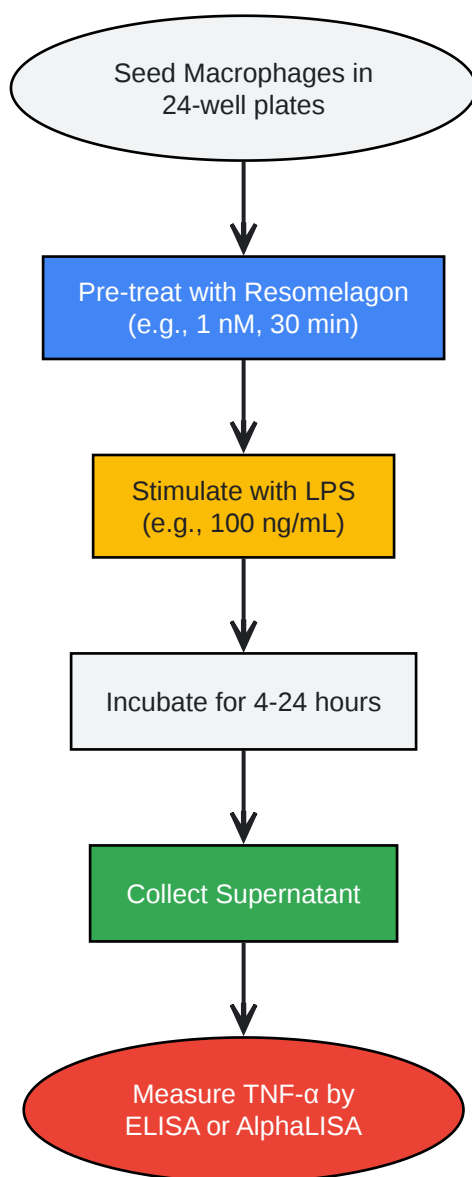 Seed Macrophages in
24-well plates
Pre-treat with Resomelagon
(e.g., 1 nM, 30 min)
Stimulate with LPS
(e.g., 100 ng/mL)
Incubate for 4-24 hours
Collect Supernatant
Measure TNF-α by
ELISA or AlphaLISA